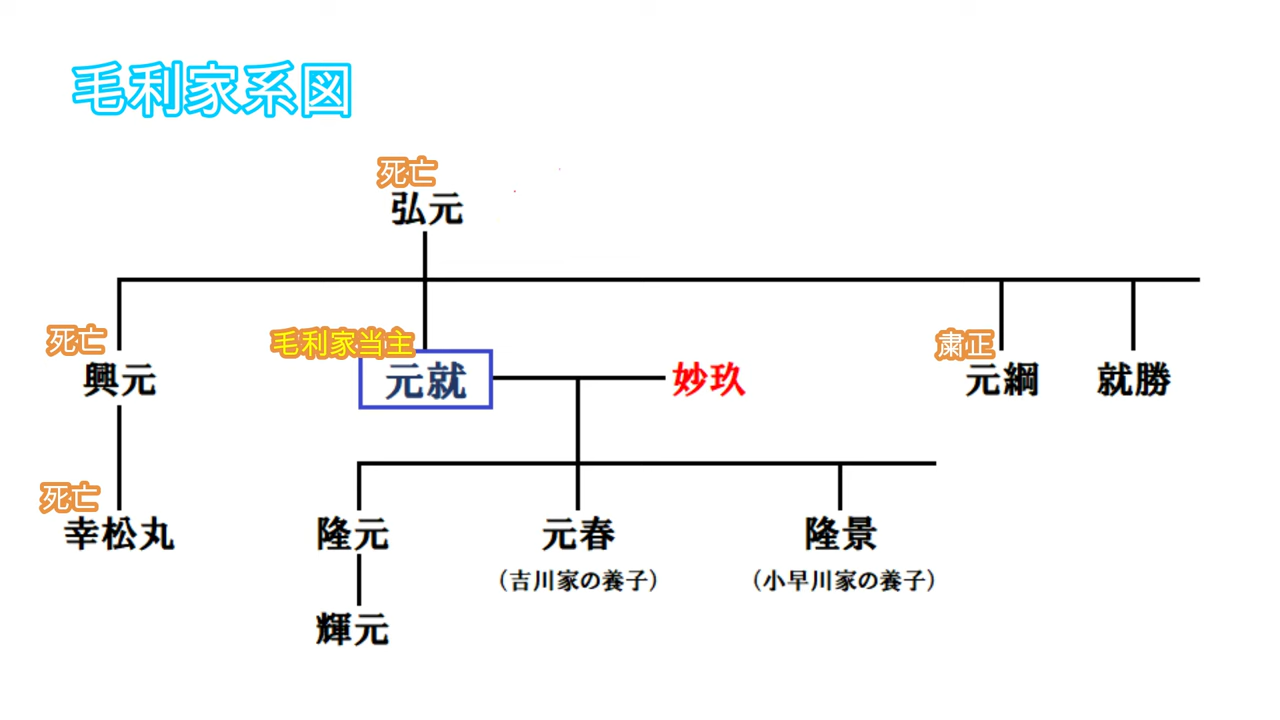 毛利家系図
死亡
弘元
死亡
興元
毛利家当主
元就
妙玖
粛正
元綱
就勝
死亡
幸松丸
隆元
元春
隆景
（吉川家の養子）
（小早川家の養子）
輝元